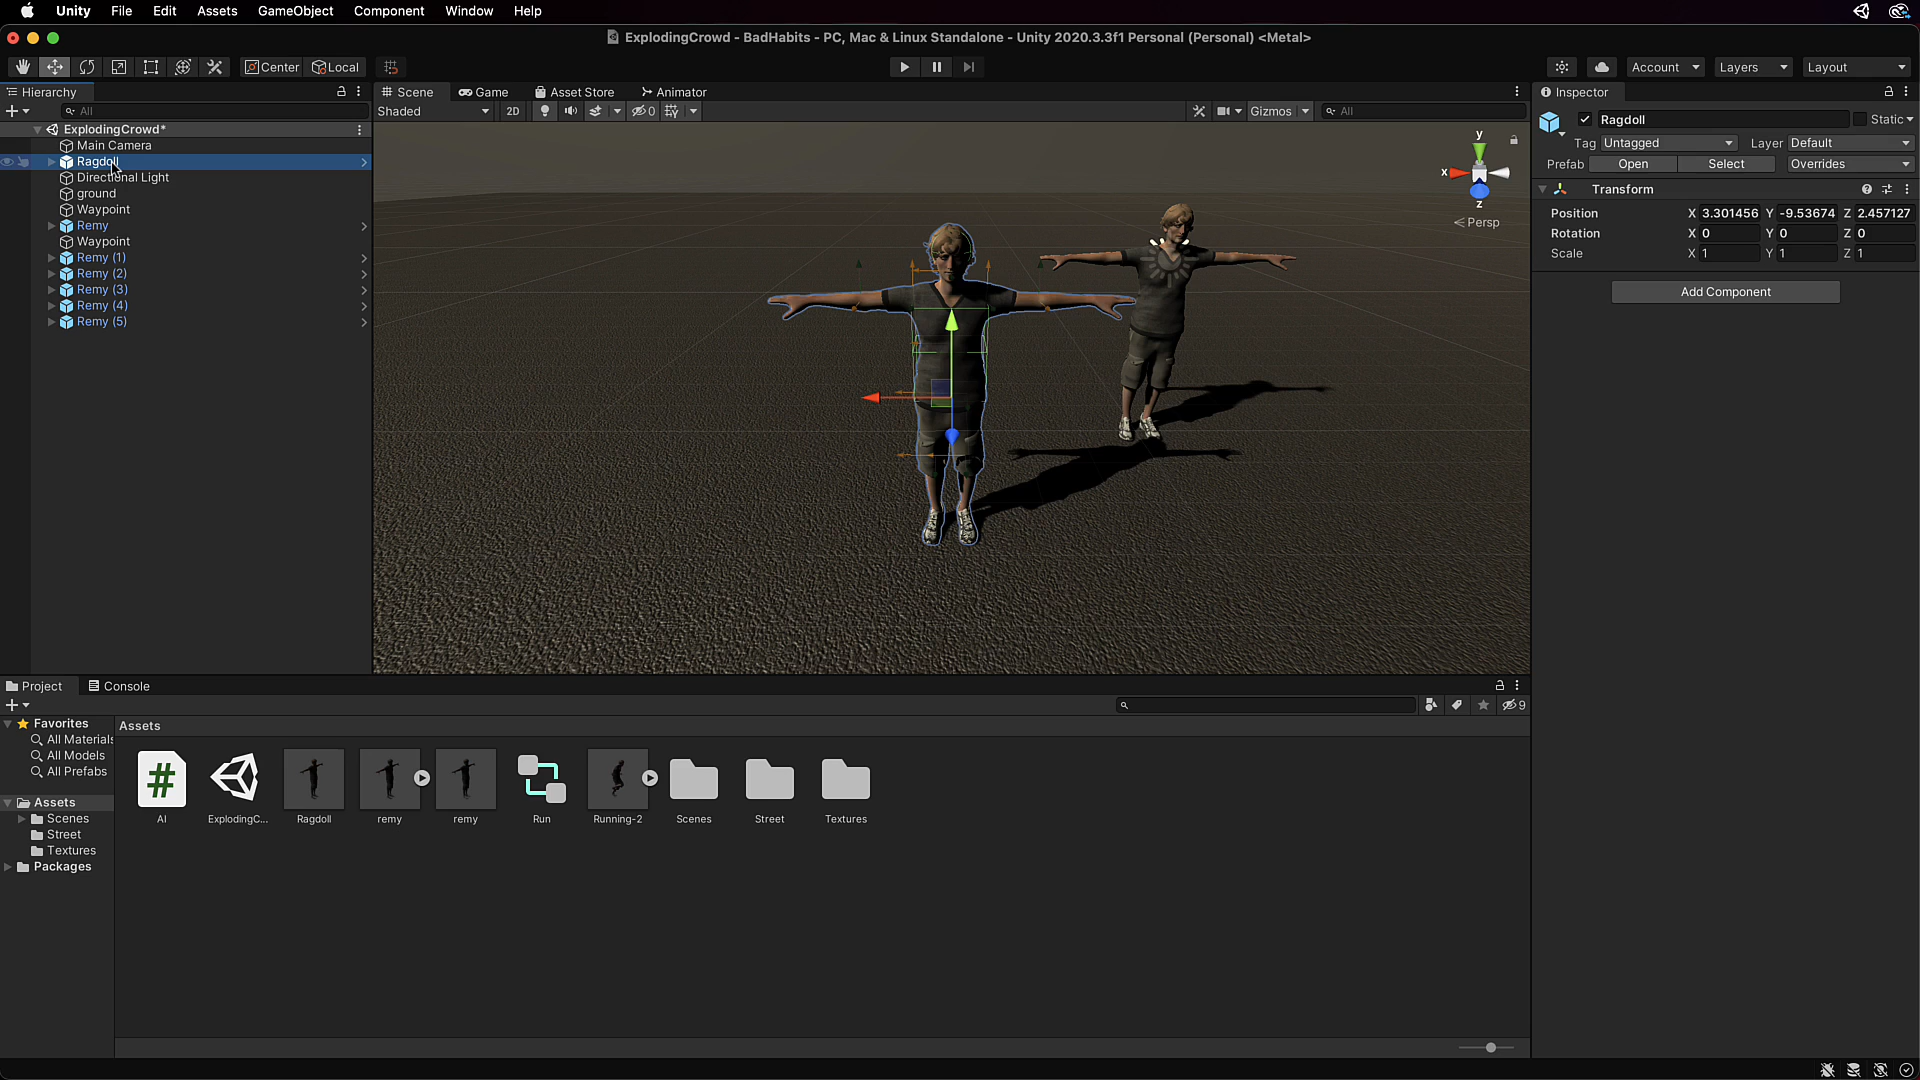 Unity File Edit Assets GameObject Component Window Help
ExplodingCrowd - BadHabits - PC, Mac & Linux Standalone - Unity 2020.3.3f1 Personal (Personal) <Metal>
Center Local Account Layers Layout
Hierarchy
All
ExplodingCrowd*
Main Camera
Ragdoll
Directional Light
ground
Waypoint
Remy
Waypoint
Remy (1)
Remy (2)
Remy (3)
Remy (4)
Remy (5)
Scene Game Asset Store Animator
Shaded 2D 0 Gizmos All
y
x
z
Persp
Inspector
Ragdoll Static
Tag Untagged Layer Default
Prefab Open Select Overrides
Transform
Position X 3.301456 Y -9.53674 Z 2.457127
Rotation X 0 Y 0 Z 0
Scale X 1 Y 1 Z 1
Add Component
Project Console
9
Favorites
All Materials
All Models
All Prefabs
Assets
Scenes
Street
Textures
Packages
Assets
AI ExplodingC... Ragdoll remy remy Run Running-2 Scenes Street Textures